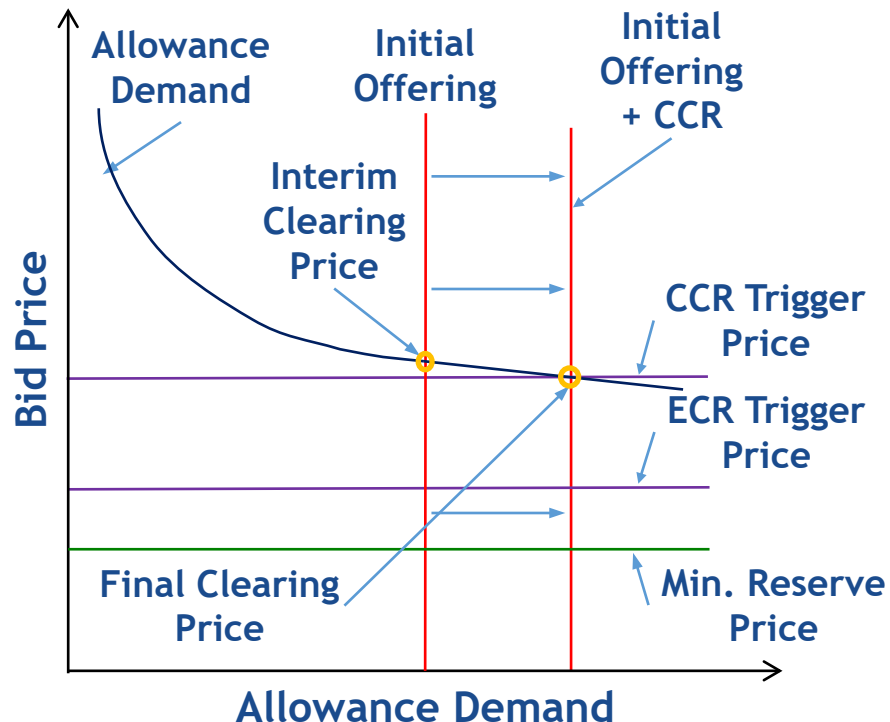 Allowance
Demand
Initial
Offering
Initial
Offering
+ CCR
Interim
Clearing
Price
CCR Trigger
Price
ECR Trigger
Price
Final Clearing
Price
Min. Reserve
Price
Bid Price
Allowance Demand